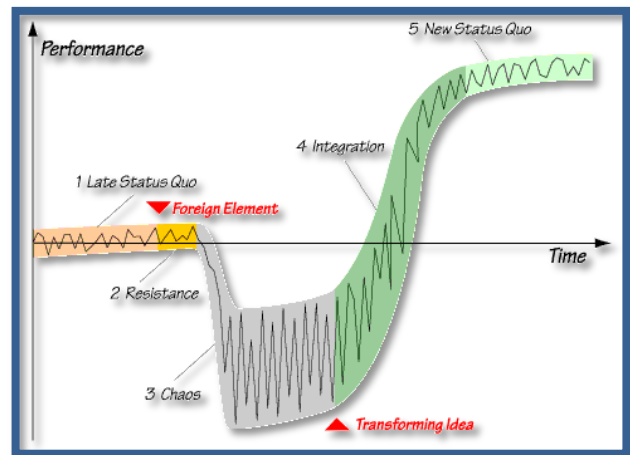 Performance
5 New Status Quo
4 Integration
1 Late Status Quo
Foreign Element
Time
2 Resistance
3 Chaos
Transforming Idea